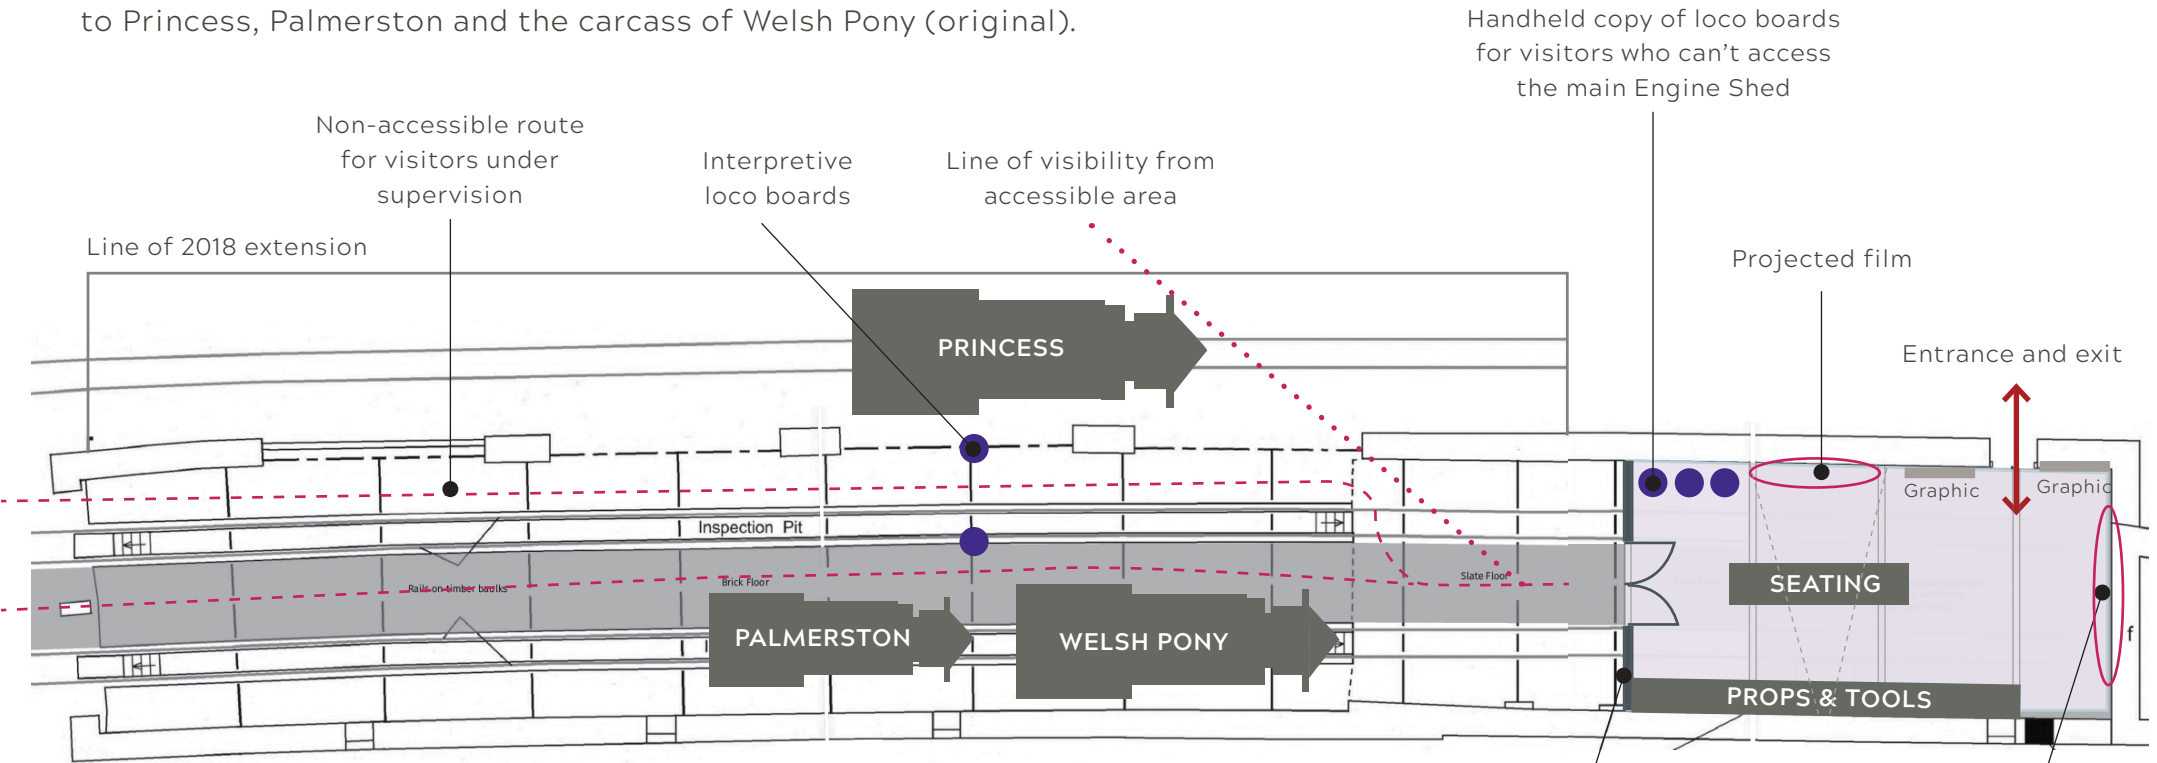 to Princess, Palmerston and the carcass of Welsh Pony (original).
Handheld copy of loco boards
for visitors who can't access
the main Engine Shed
Non-accessible route
for visitors under
supervision
Interpretive
loco boards
Line of visibility from
accessible area
Line of 2018 extension
Projected film
Entrance and exit
PRINCESS
Graphic
Graphic
Inspection Pit
Rails on timber baulks
Brick Floor
Slate Floor
SEATING
PALMERSTON
WELSH PONY
f
PROPS & TOOLS